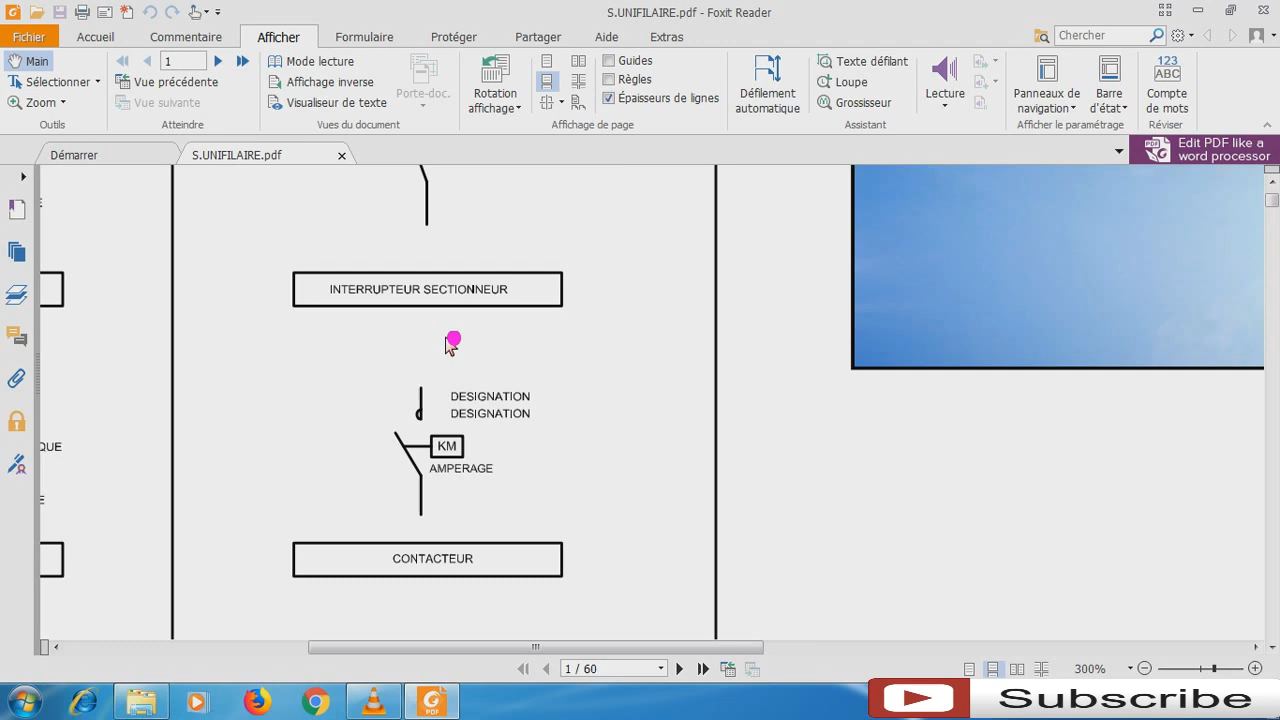 S.UNIFILAIRE.pdf - Foxit Reader
Fichier
Accueil
Commentaire
Afficher
Formulaire
Protéger
Partager
Aide
Extras
Chercher
Main
Sélectionner
Zoom
Outils
1
Vue précédente
Vue suivante
Atteindre
Mode lecture
Affichage inverse
Visualiseur de texte
Vues du document
Porte-doc.
Rotation
affichage
Guides
Règles
Épaisseurs de lignes
Affichage de page
Défilement
automatique
Texte défilant
Loupe
Grossisseur
Assistant
Lecture
Panneaux de
navigation
Barre
d'état
Afficher le paramétrage
123
ABC
Compte
de mots
Réviser
Démarrer
S.UNIFILAIRE.pdf
Edit PDF like a
word processor
E
INTERRUPTEUR SECTIONNEUR
DESIGNATION
DESIGNATION
KM
AMPERAGE
QUE
E
CONTACTEUR
1 / 60
300%
PDF
Subscribe